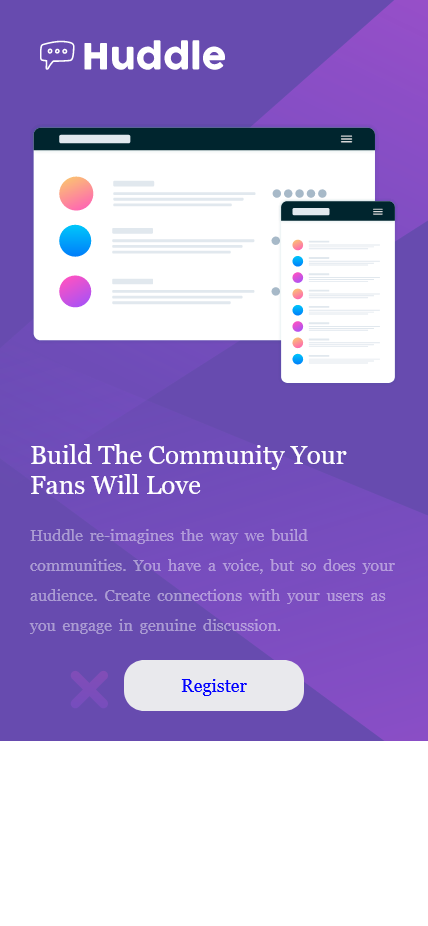 Huddle
Build The Community Your
Fans Will Love
Huddle re-imagines the way we build
communities. You have a voice, but so does your
audience. Create connections with your users as
you engage in genuine discussion.
Register